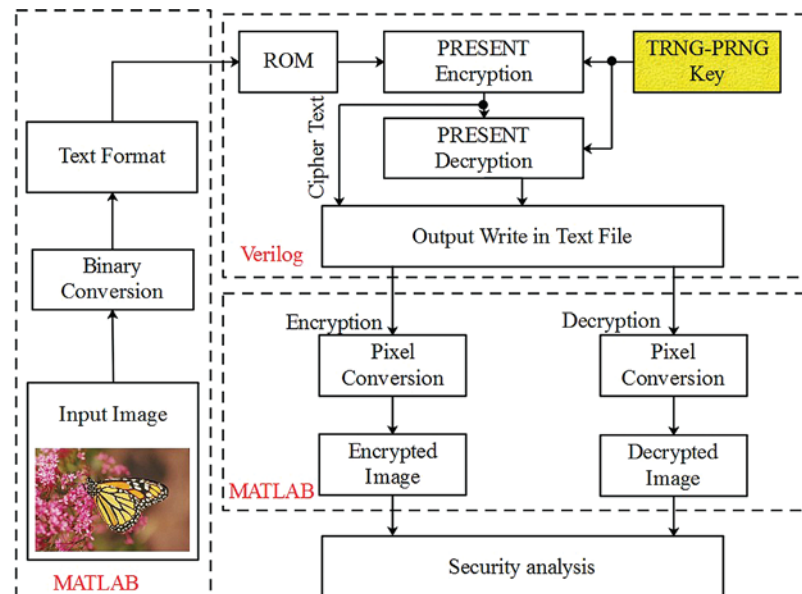 ROM
PRESENT
Encryption
TRNG-PRNG
Key
Text Format
Cipher Text
PRESENT
Decryption
Output Write in Text File
Verilog
Binary
Conversion
Encryption
Decryption
Pixel
Conversion
Pixel
Conversion
Input Image
Encrypted
Image
Decrypted
Image
MATLAB
Security analysis
MATLAB